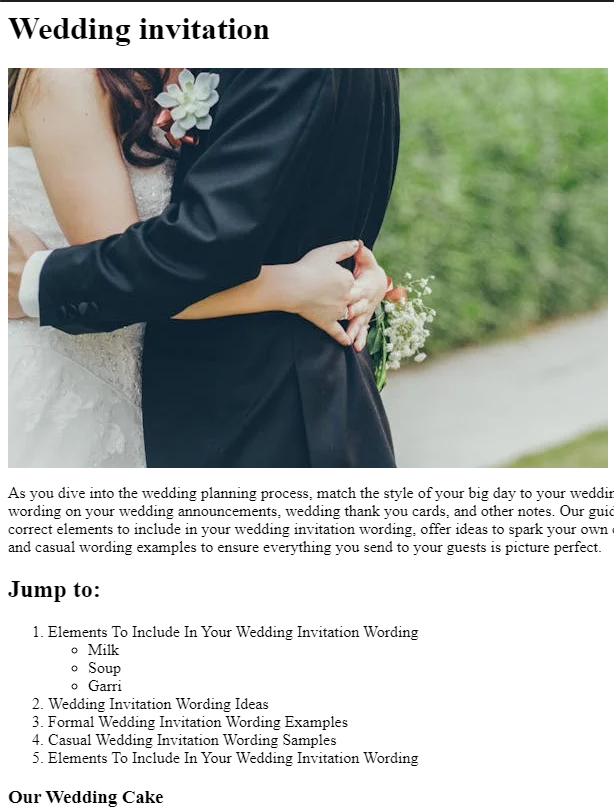 Wedding invitation
As you dive into the wedding planning process, match the style of your big day to your
wording on your wedding announcements, wedding thank you cards, and other notes. Our
correct elements to include in your wedding invitation wording, offer ideas to spark your own
and casual wording examples to ensure everything you send to your guests is picture perfect.
Jump to:
1. Elements To Include In Your Wedding Invitation Wording
Milk
Soup
Garri
2. Wedding Invitation Wording Ideas
3. Formal Wedding Invitation Wording Examples
4. Casual Wedding Invitation Wording Samples
5. Elements To Include In Your Wedding Invitation Wording
Our Wedding Cake